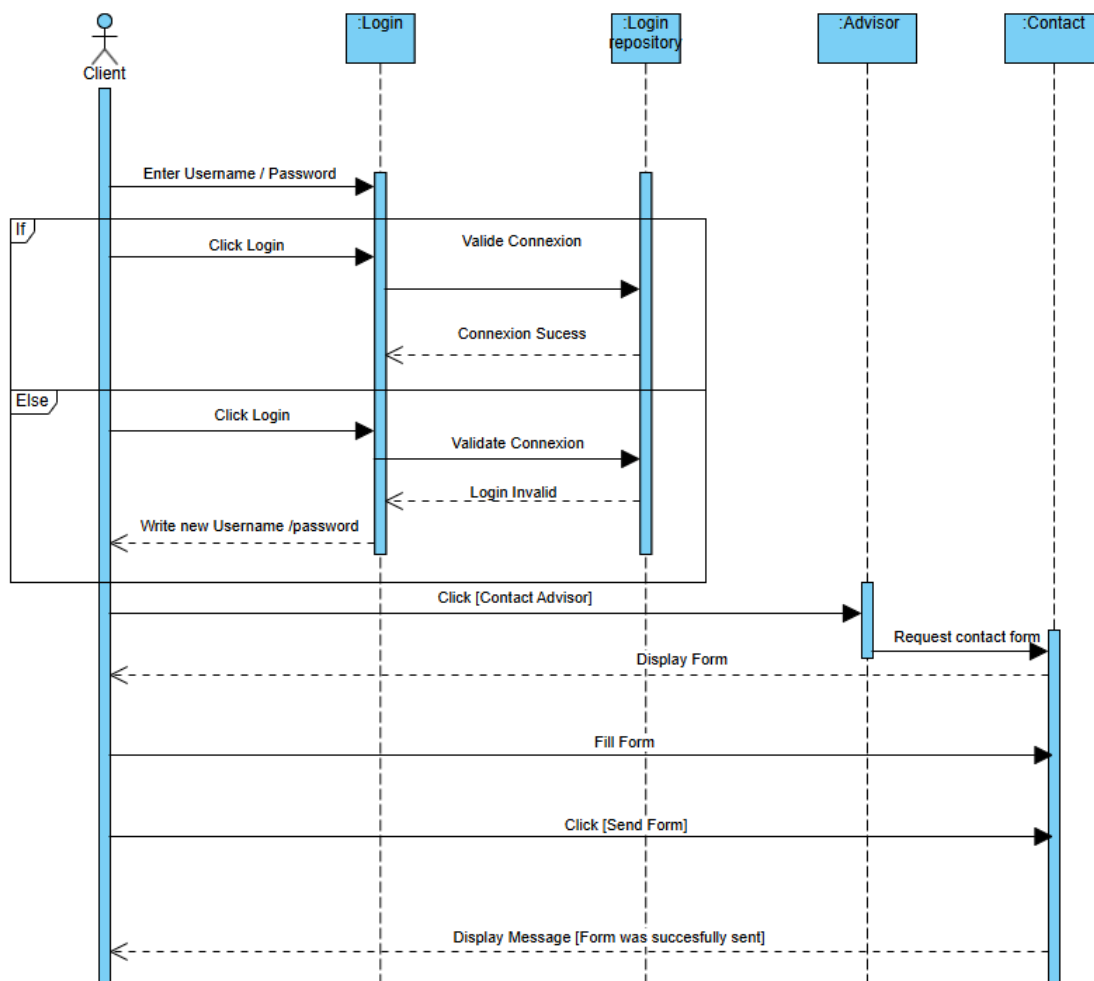 :Login
:Login
repository
:Advisor
:Contact
Client
Enter Username / Password
If
Click Login
Valide Connexion
Connexion Sucess
Else
Click Login
Validate Connexion
Login Invalid
Write new Username /password
Click [Contact Advisor]
Request contact form
Display Form
Fill Form
Click [Send Form]
Display Message [Form was succesfully sent]